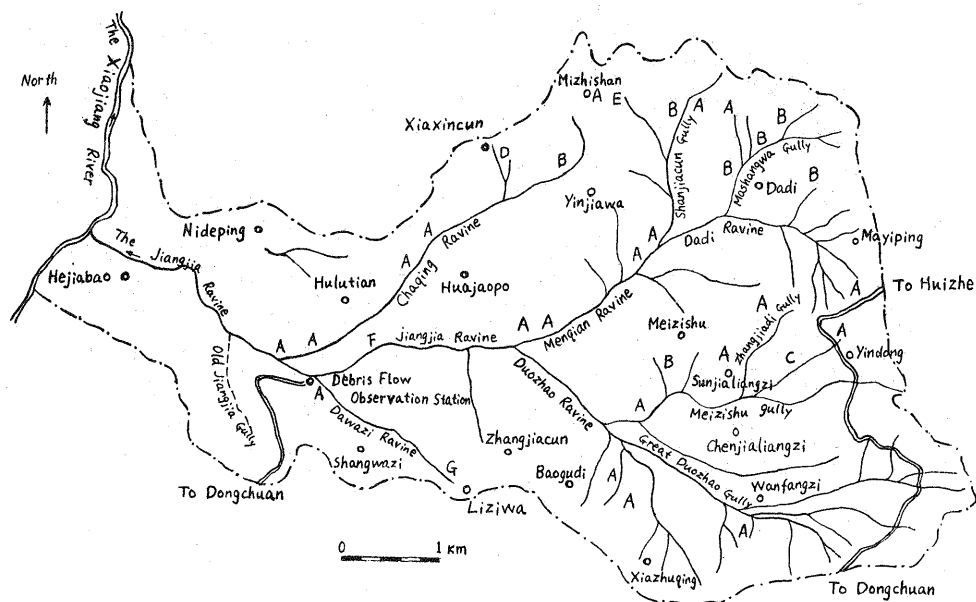 The Xiaojiang River
North
Mizhishan
A E
B A
A
B
B
B
B
B
Xiaxincun
D
B
Shanjiacun Gully
Mashangwa Gully
Dadi
Yinjiawa
Nideping
A
Chaqing Ravine
A
A
Dadi Ravine
Mayiping
The Jiangjia Ravine
Hejiabao
Hulutian
Huajaopo
A
To Huizhe
A A
F
Jiangjia Ravine
A A
Menqian Ravine
Meizishu
A
Zhangjiadi Gully
A
Yindong
Old Jiangjia Gully
Debris Flow
Observation Station
A
Duozhao Ravine
B
A
C
Sunjialiangzi
Dawazi Ravine
A
Meizishu gully
Zhangjiacun
Chenjialiangzi
Shangwazi
G
Baogudi
A
Great Duozhao Gully
Wanfangzi
To Dongchuan
Liziwa
A
A
0 1 km
Xiazhuqing
To Dongchuan